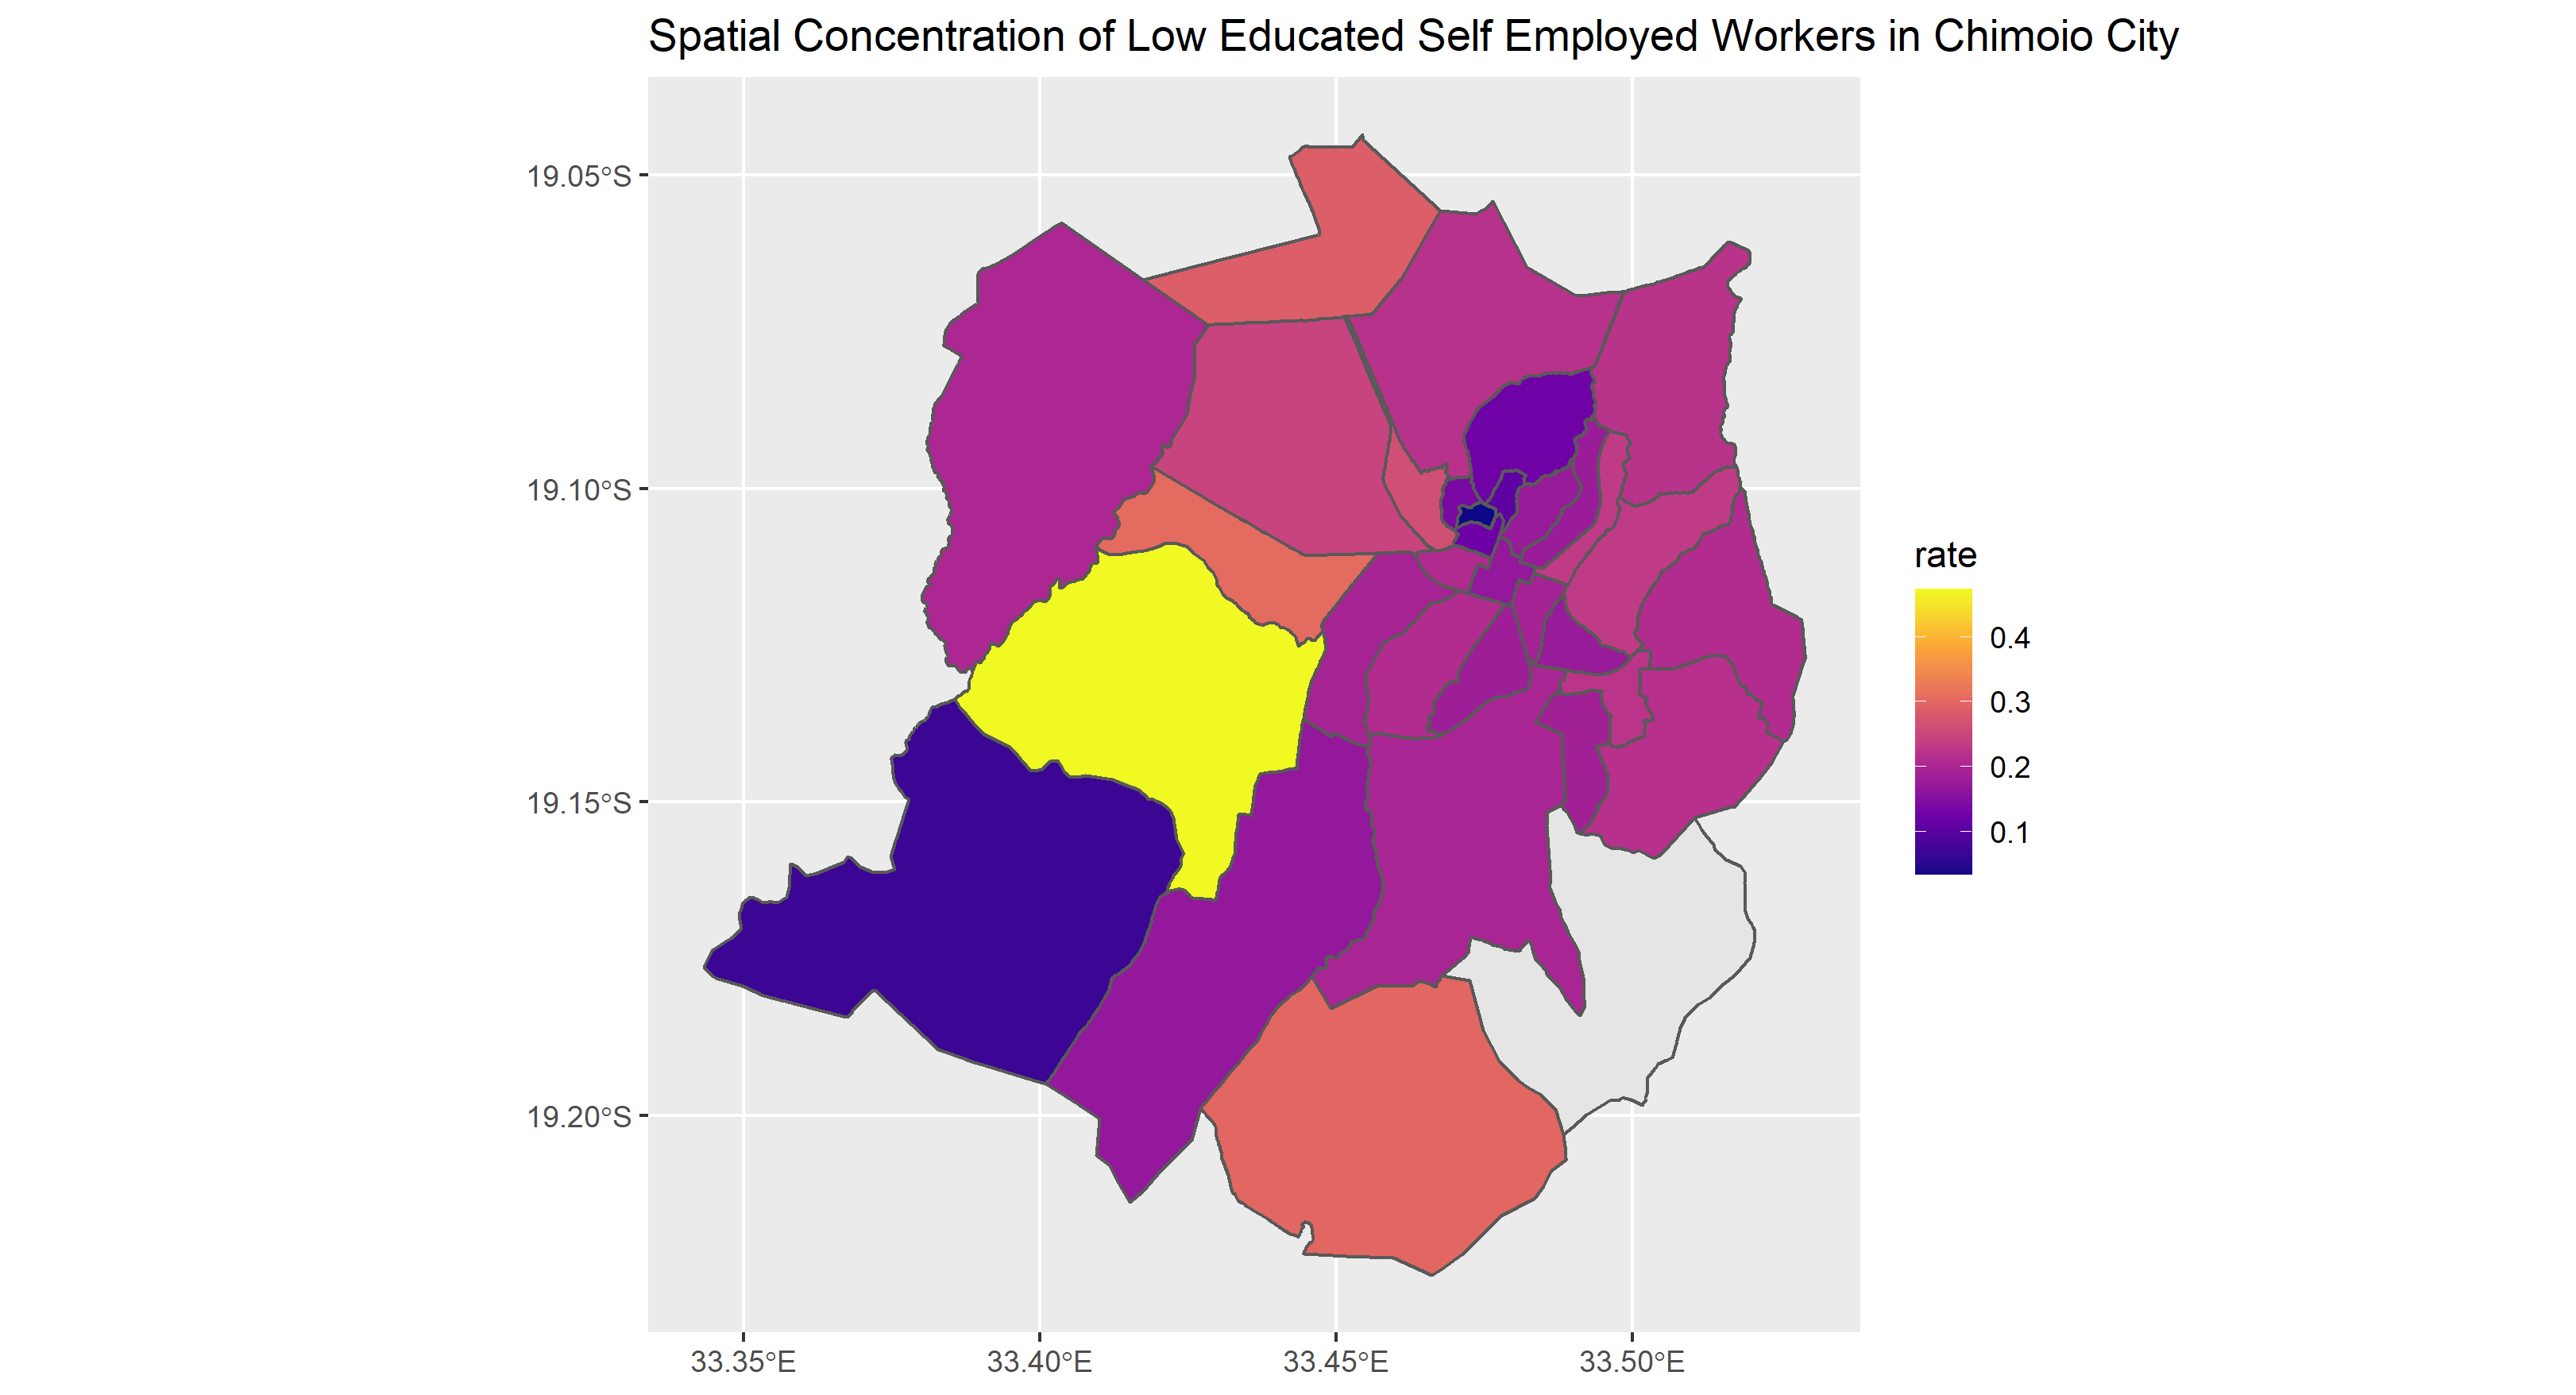 Spatial Concentration of Low Educated Self Employed Workers in Chimoio City
19.05°S
19.10°S
19.15°S
19.20°S
33.35°E
33.40°E
33.45°E
33.50°E
rate
0.4
0.3
0.2
0.1